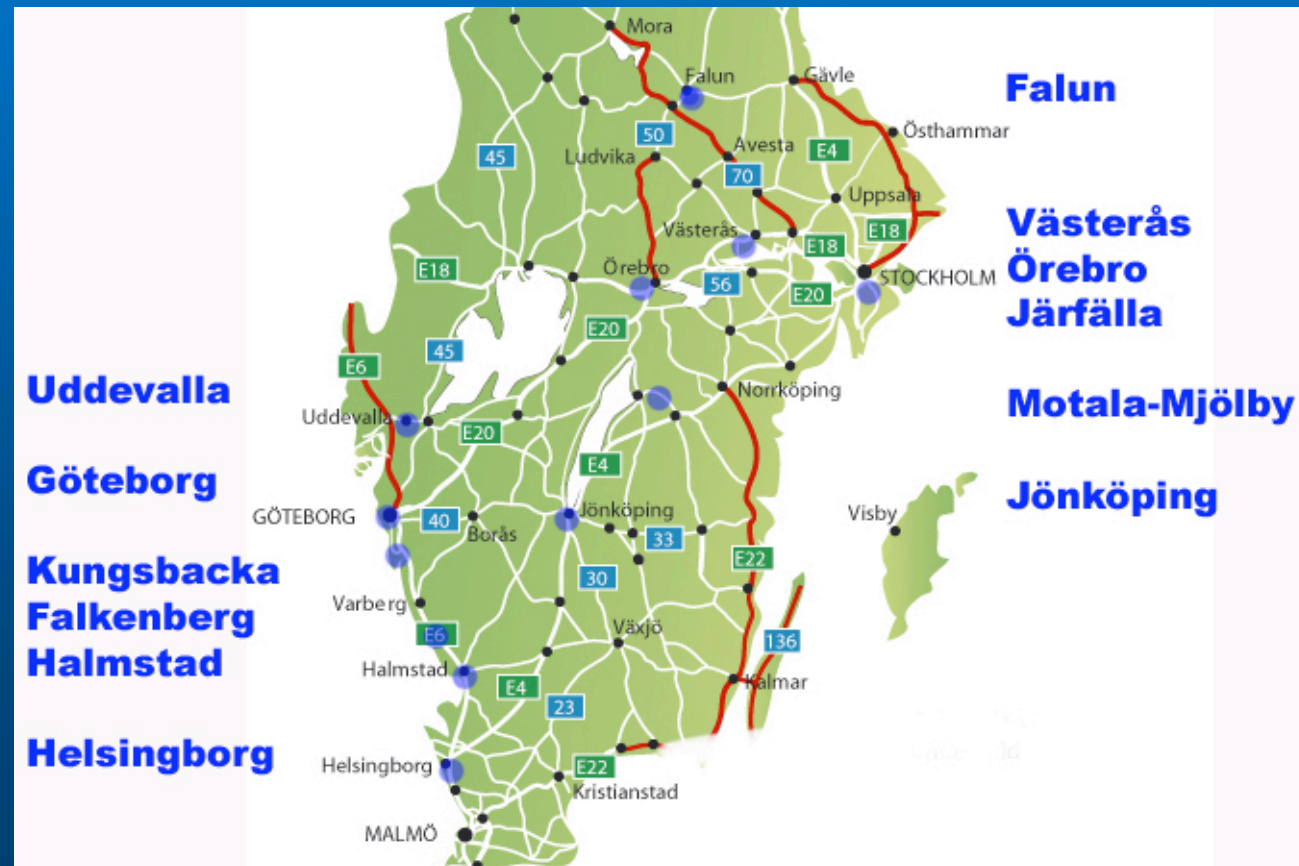 Mora
Falun
Gävle
Falun
Östhammar
50
Avesta
45
Ludvika
E4
70
Uppsala
Västerås
E18
E18
Västerås
Örebro
E18
STOCKHOLM
Örebro
56
E20
Järfälla
E20
45
E6
Uddevalla
Norrköping
Motala-Mjölby
Uddevalla
E20
E4
Göteborg
Jönköping
GÖTEBORG
40
Borås
Jönköping
33
Visby
E22
Kungsbacka
30
Varberg
Falkenberg
E6
Växjö
136
Halmstad
Halmstad
E4
Kalmar
23
Helsingborg
Helsingborg
E22
Kristianstad
MALMÖ